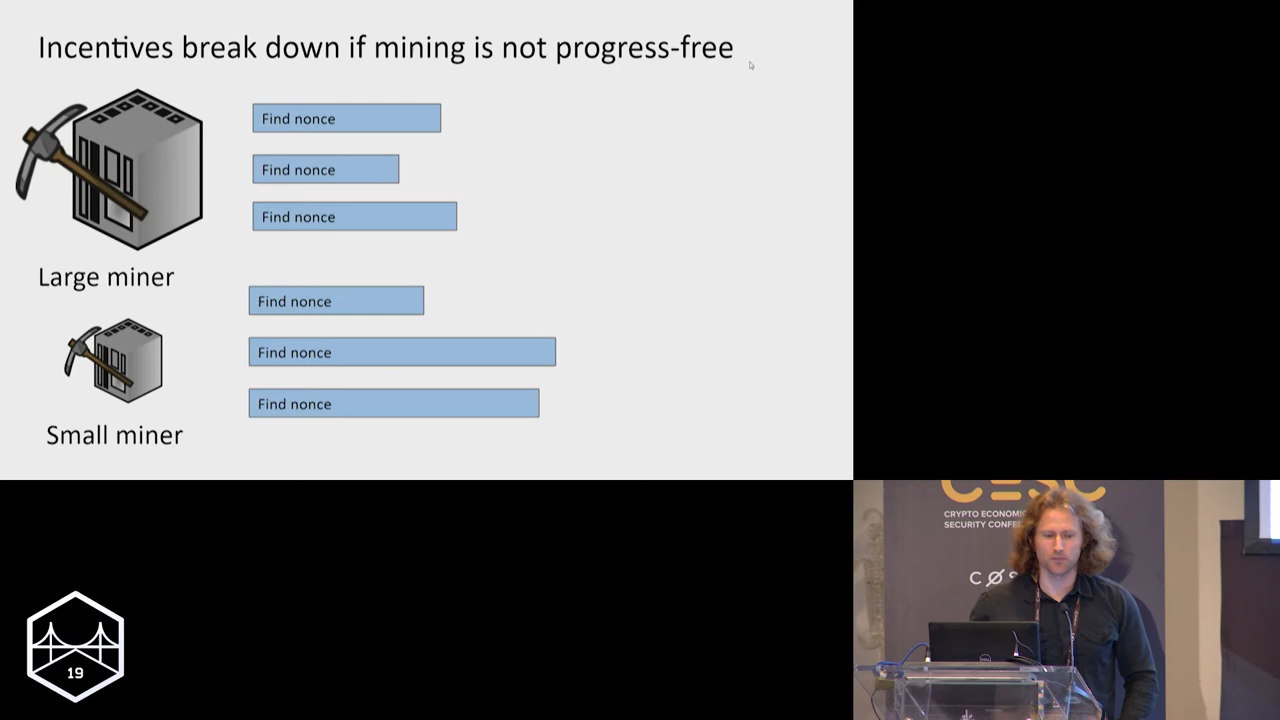 Incentives break down if mining is not progress-free
Find nonce
Find nonce
Find nonce
Large miner
Find nonce
Find nonce
Find nonce
Small miner
CESC
CRYPTO ECONOMIC
SECURITY CONFE
19